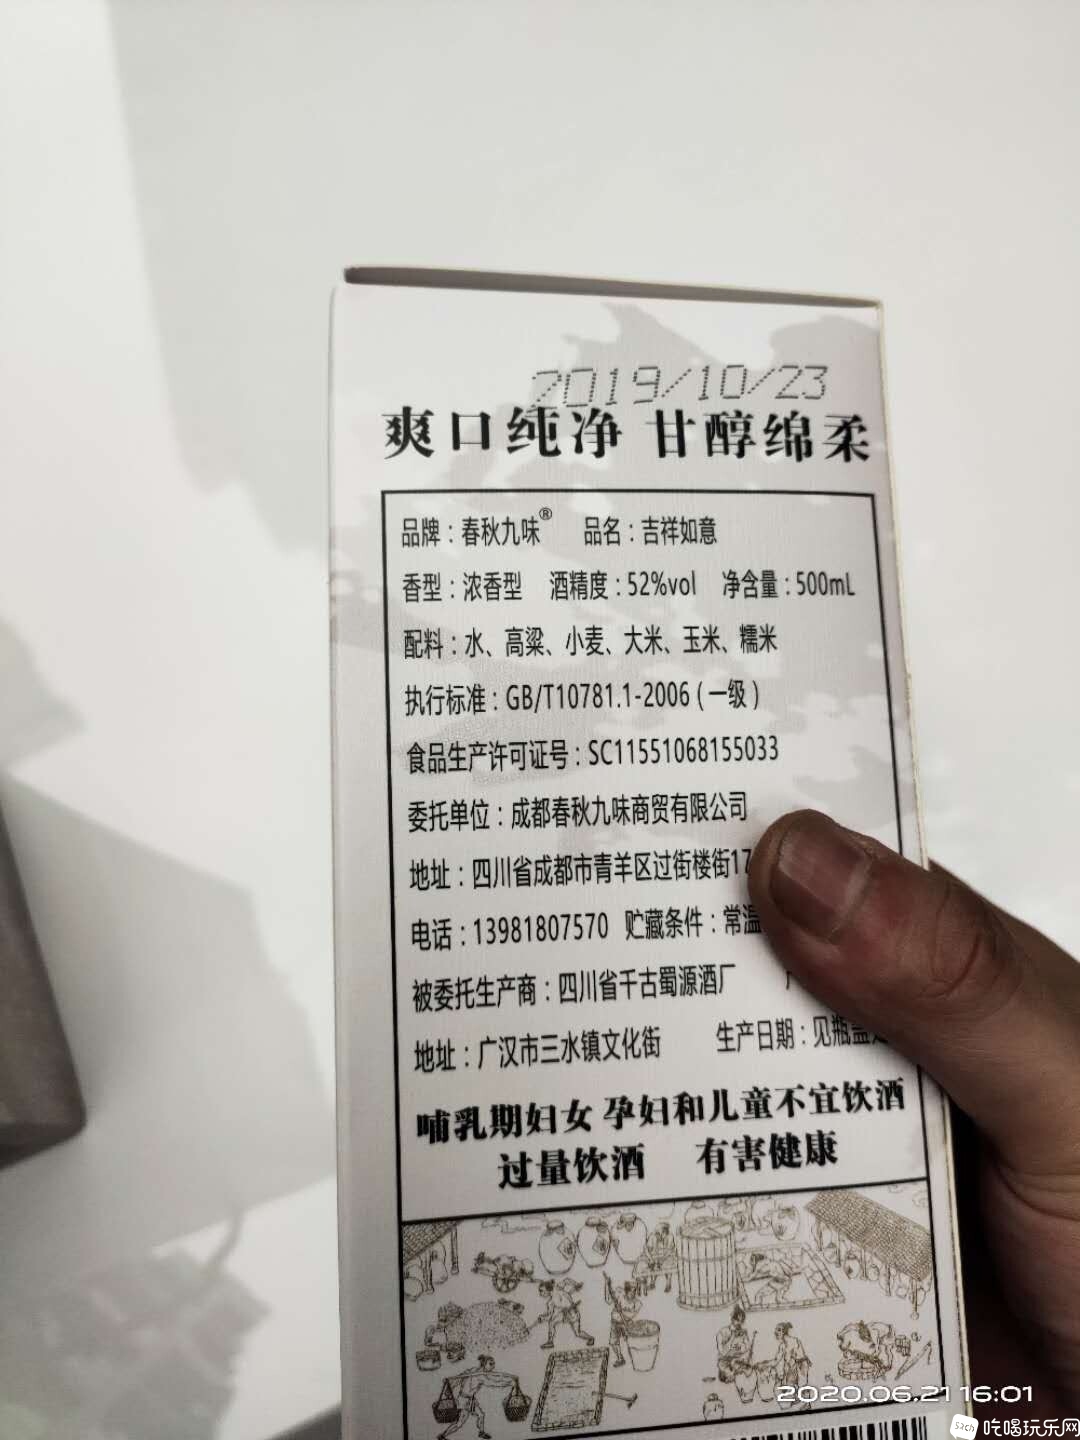 2019/10/23
爽口纯净 甘醇绵柔
品牌：春秋九味® 品名：吉祥如意
香型：浓香型 酒精度：52%vol 净含量：500mL
配料：水、高粱、小麦、大米、玉米、糯米
执行标准：GB/T10781.1-2006（一级）
食品生产许可证号：SC11551068155033
委托单位：成都春秋九味商贸有限公司
地址：四川省成都市青羊区过街楼街17
电话：13981807570 贮藏条件：常温
被委托生产商：四川省千古蜀源酒厂
地址：广汉市三水镇文化街 生产日期：见瓶盖
哺乳期妇女 孕妇和儿童不宜饮酒
过量饮酒 有害健康
2020.06.21 16:01
吃喝玩乐网